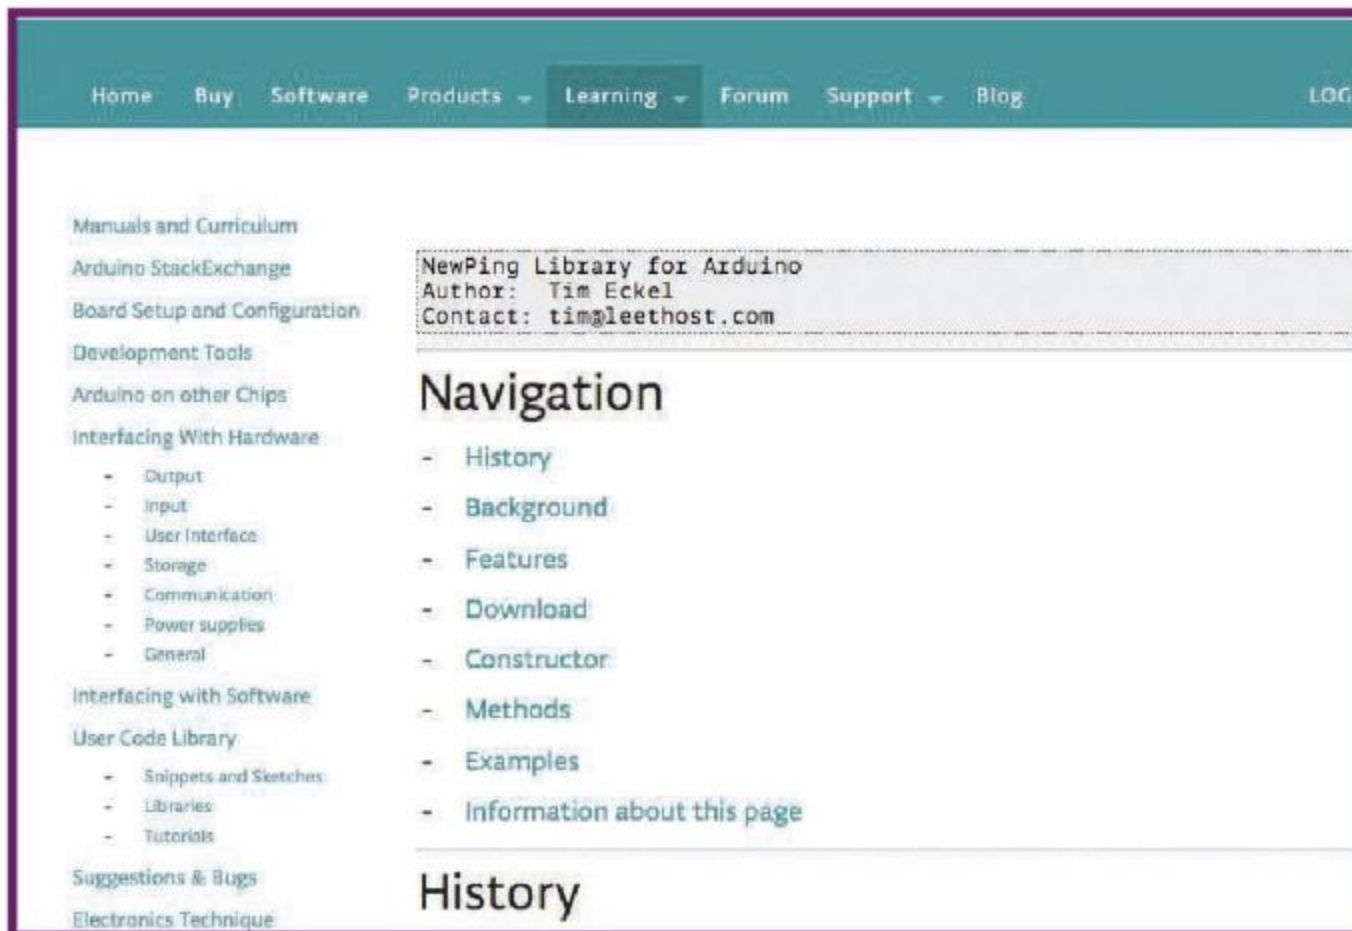 Home Buy Software Products Learning Forum Support Blog LOG
Manuals and Curriculum
Arduino StackExchange
Board Setup and Configuration
Development Tools
Arduino on other Chips
Interfacing With Hardware
- Output
- Input
- User Interface
- Storage
- Communication
- Power supplies
- General
Interfacing with Software
User Code Library
- Snippets and Sketches
- Libraries
- Tutorials
Suggestions & Bugs
Electronics Technique
NewPing Library for Arduino
Author: Tim Eckel
Contact: tim@leethost.com
Navigation
- History
- Background
- Features
- Download
- Constructor
- Methods
- Examples
- Information about this page
History